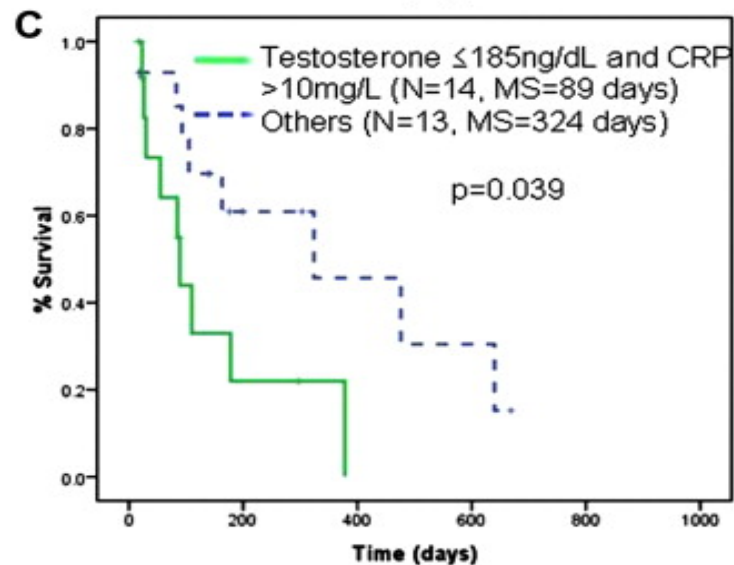 C
Testosterone ≤185ng/dL and CRP
>10mg/L (N=14, MS=89 days)
Others (N=13, MS=324 days)
p=0.039
% Survival
1.0
0.8
0.6
0.4
0.2
0.0
0 200 400 600 800 1000
Time (days)